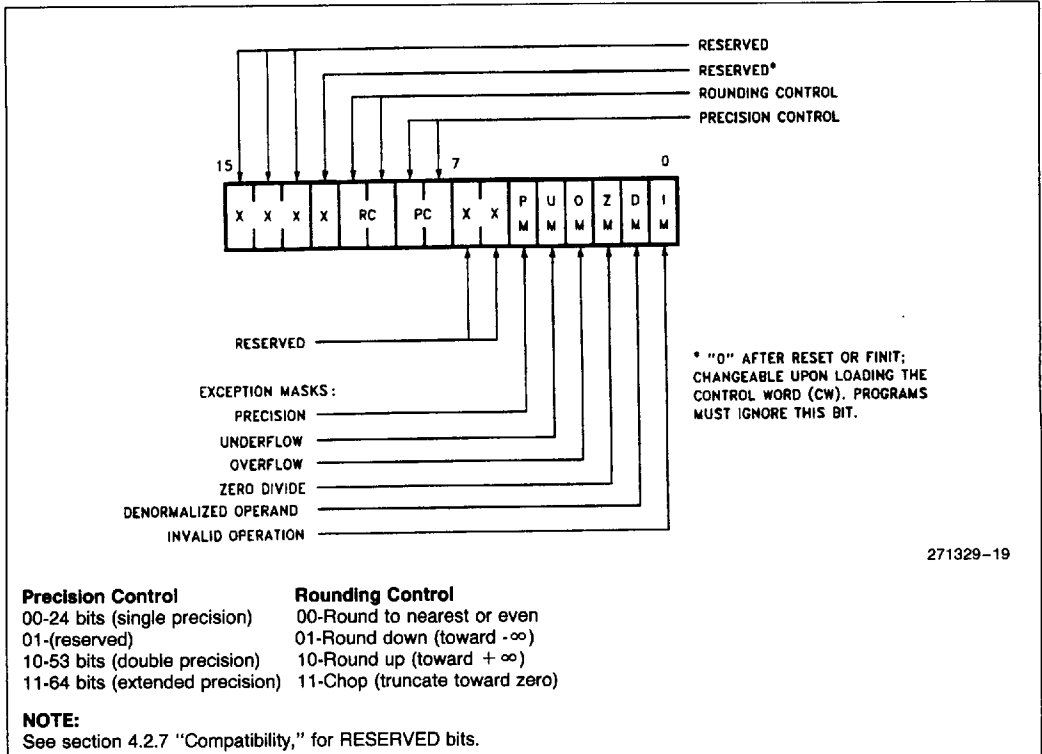 RESERVED
RESERVED*
ROUNDING CONTROL
PRECISION CONTROL
15 7 0
X X X X RC PC X X P M U M O M Z M D M I M
RESERVED
EXCEPTION MASKS:
PRECISION
UNDERFLOW
OVERFLOW
ZERO DIVIDE
DENORMALIZED OPERAND
INVALID OPERATION
* "0" AFTER RESET OR FINIT;
CHANGEABLE UPON LOADING THE
CONTROL WORD (CW). PROGRAMS
MUST IGNORE THIS BIT.
271329-19
Precision Control
00-24 bits (single precision)
01-(reserved)
10-53 bits (double precision)
11-64 bits (extended precision)
Rounding Control
00-Round to nearest or even
01-Round down (toward -∞)
10-Round up (toward +∞)
11-Chop (truncate toward zero)
NOTE:
See section 4.2.7 "Compatibility," for RESERVED bits.